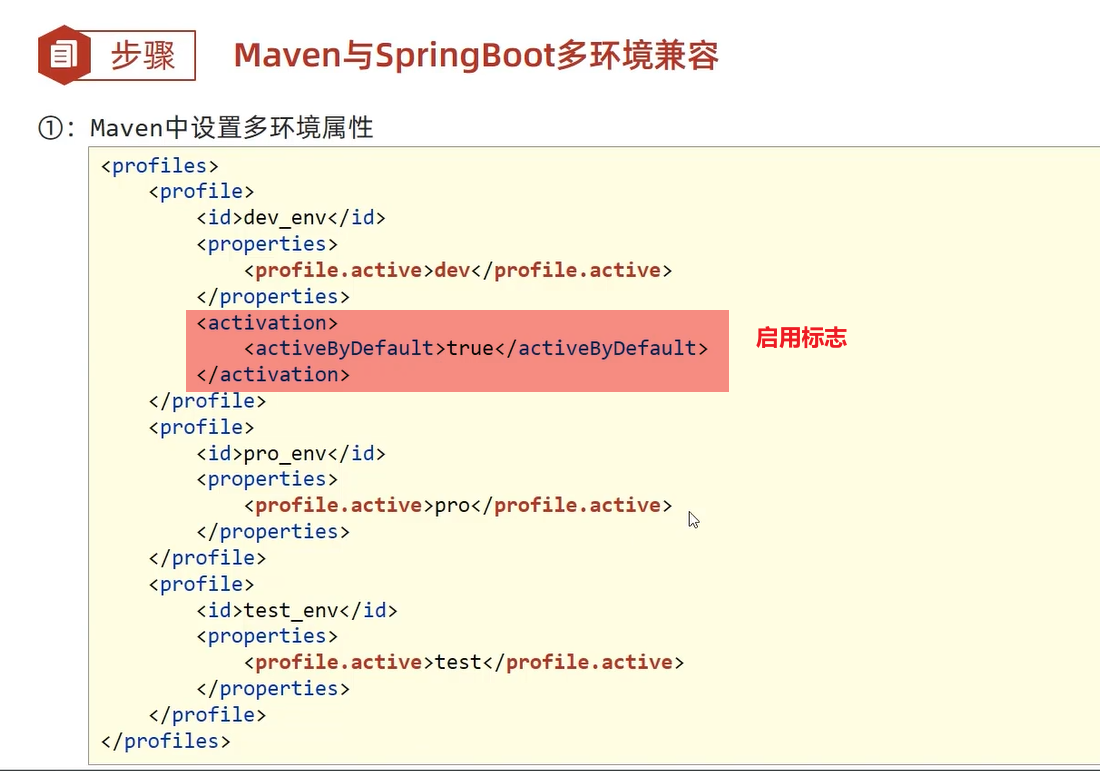 步骤
Maven与SpringBoot多环境兼容
①：Maven中设置多环境属性
<profiles>
<profile>
<id>dev_env</id>
<properties>
<profile.active>dev</profile.active>
</properties>
<activation>
<activeByDefault>true</activeByDefault>
启用标志
</activation>
</profile>
<profile>
<id>pro_env</id>
<properties>
<profile.active>pro</profile.active>
</properties>
</profile>
<profile>
<id>test_env</id>
<properties>
<profile.active>test</profile.active>
</properties>
</profile>
</profiles>